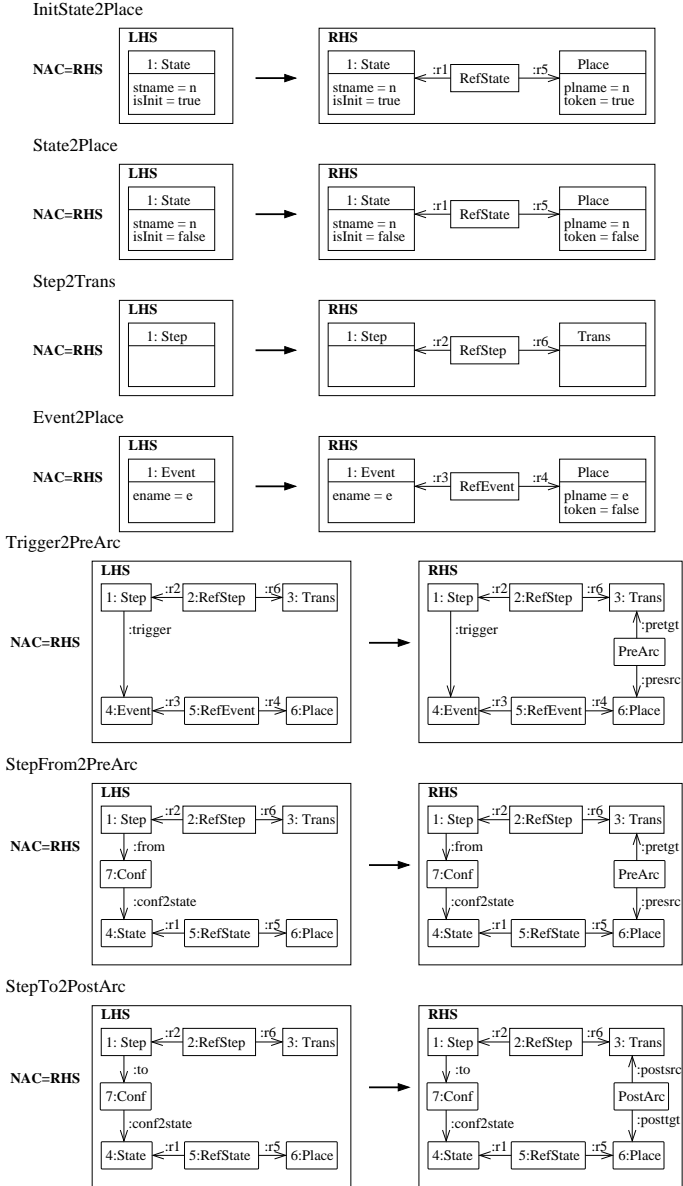 InitState2Place
LHS
RHS
NAC=RHS
1: State
stname = n
isInit = true
1: State
stname = n
isInit = true
:r1
RefState
:r5
Place
plname = n
token = true
State2Place
LHS
RHS
NAC=RHS
1: State
stname = n
isInit = false
1: State
stname = n
isInit = false
:r1
RefState
:r5
Place
plname = n
token = false
Step2Trans
LHS
RHS
NAC=RHS
1: Step
1: Step
:r2
RefStep
:r6
Trans
Event2Place
LHS
RHS
NAC=RHS
1: Event
ename = e
1: Event
ename = e
:r3
RefEvent
:r4
Place
plname = e
token = false
Trigger2PreArc
LHS
RHS
NAC=RHS
1: Step
:r2
2:RefStep
:r6
3: Trans
:trigger
4:Event
:r3
5:RefEvent
:r4
6:Place
1: Step
:r2
2:RefStep
:r6
3: Trans
:trigger
:pretgt
PreArc
:presrc
4:Event
:r3
5:RefEvent
:r4
6:Place
StepFrom2PreArc
LHS
RHS
NAC=RHS
1: Step
:r2
2:RefStep
:r6
3: Trans
:from
7:Conf
:conf2state
4:State
:r1
5:RefState
:r5
6:Place
1: Step
:r2
2:RefStep
:r6
3: Trans
:from
:pretgt
7:Conf
PreArc
:conf2state
:presrc
4:State
:r1
5:RefState
:r5
6:Place
StepTo2PostArc
LHS
RHS
NAC=RHS
1: Step
:r2
2:RefStep
:r6
3: Trans
:to
7:Conf
:conf2state
4:State
:r1
5:RefState
:r5
6:Place
1: Step
:r2
2:RefStep
:r6
3: Trans
:to
:postsrc
7:Conf
PostArc
:conf2state
:posttgt
4:State
:r1
5:RefState
:r5
6:Place